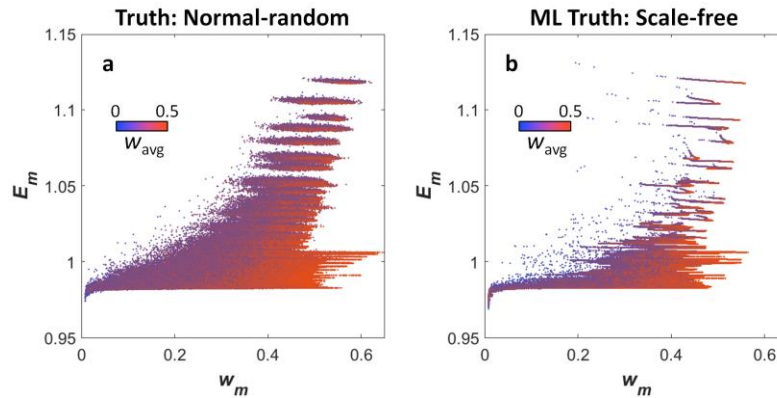 Truth: Normal-random
ML Truth: Scale-free
1.15
a
0 0.5
w_avg
1.1
E_m
1.05
1
0.95
0 0.2 0.4 0.6
w_m
1.15
b
0 0.5
w_avg
1.1
E_m
1.05
1
0.95
0 0.2 0.4 0.6
w_m